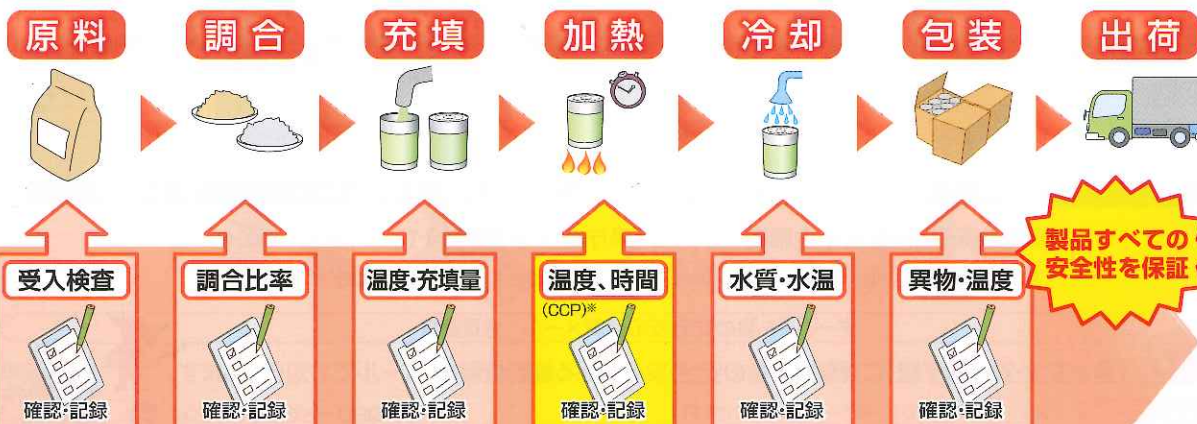 原料
調合
充填
加熱
冷却
包装
出荷
受入検査
確認・記録
調合比率
確認・記録
温度・充填量
確認・記録
温度、時間
(CCP)※
確認・記録
水質・水温
確認・記録
異物・温度
確認・記録
製品すべての
安全性を保証